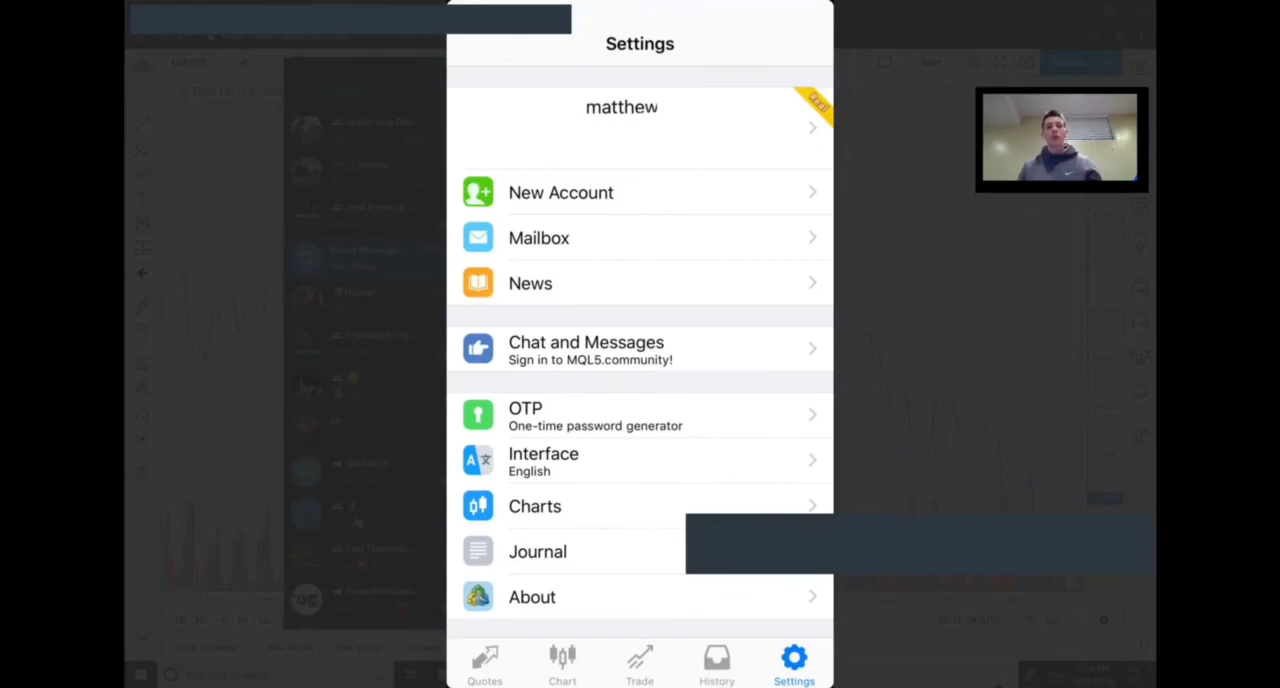 Settings
matthew
Real
New Account
Mailbox
News
Chat and Messages
Sign in to MQL5.community!
OTP
One-time password generator
Interface
English
Charts
Journal
About
Quotes
Chart
Trade
History
Settings